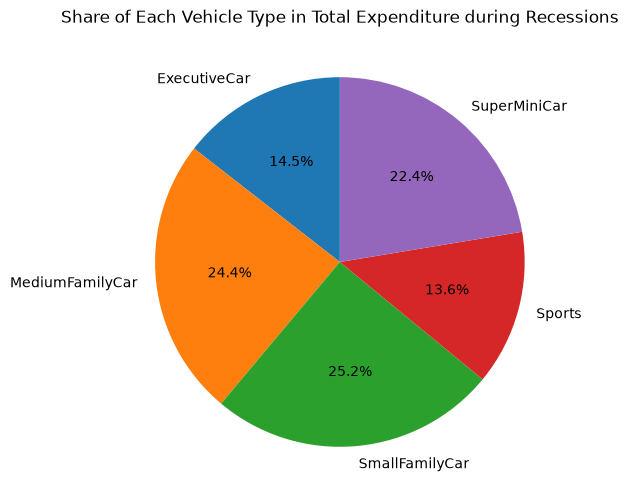 Share of Each Vehicle Type in Total Expenditure during Recessions
ExecutiveCar
SuperMiniCar
14.5%
22.4%
MediumFamilyCar
24.4%
13.6%
Sports
25.2%
SmallFamilyCar